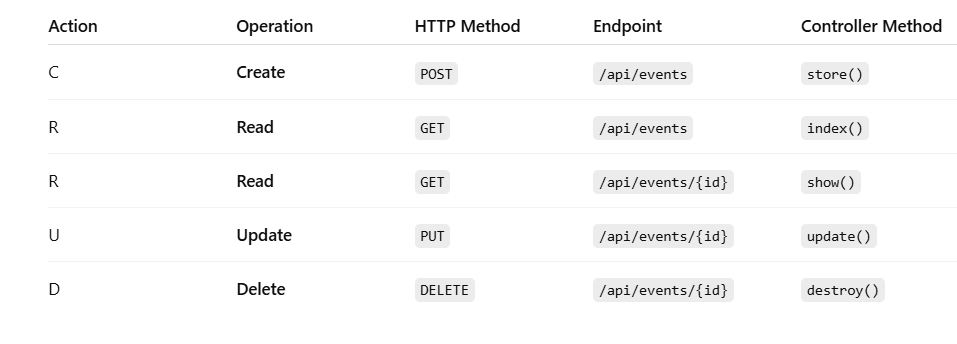 Action Operation HTTP Method Endpoint Controller Method
C Create POST /api/events store()
R Read GET /api/events index()
R Read GET /api/events/{id} show()
U Update PUT /api/events/{id} update()
D Delete DELETE /api/events/{id} destroy()